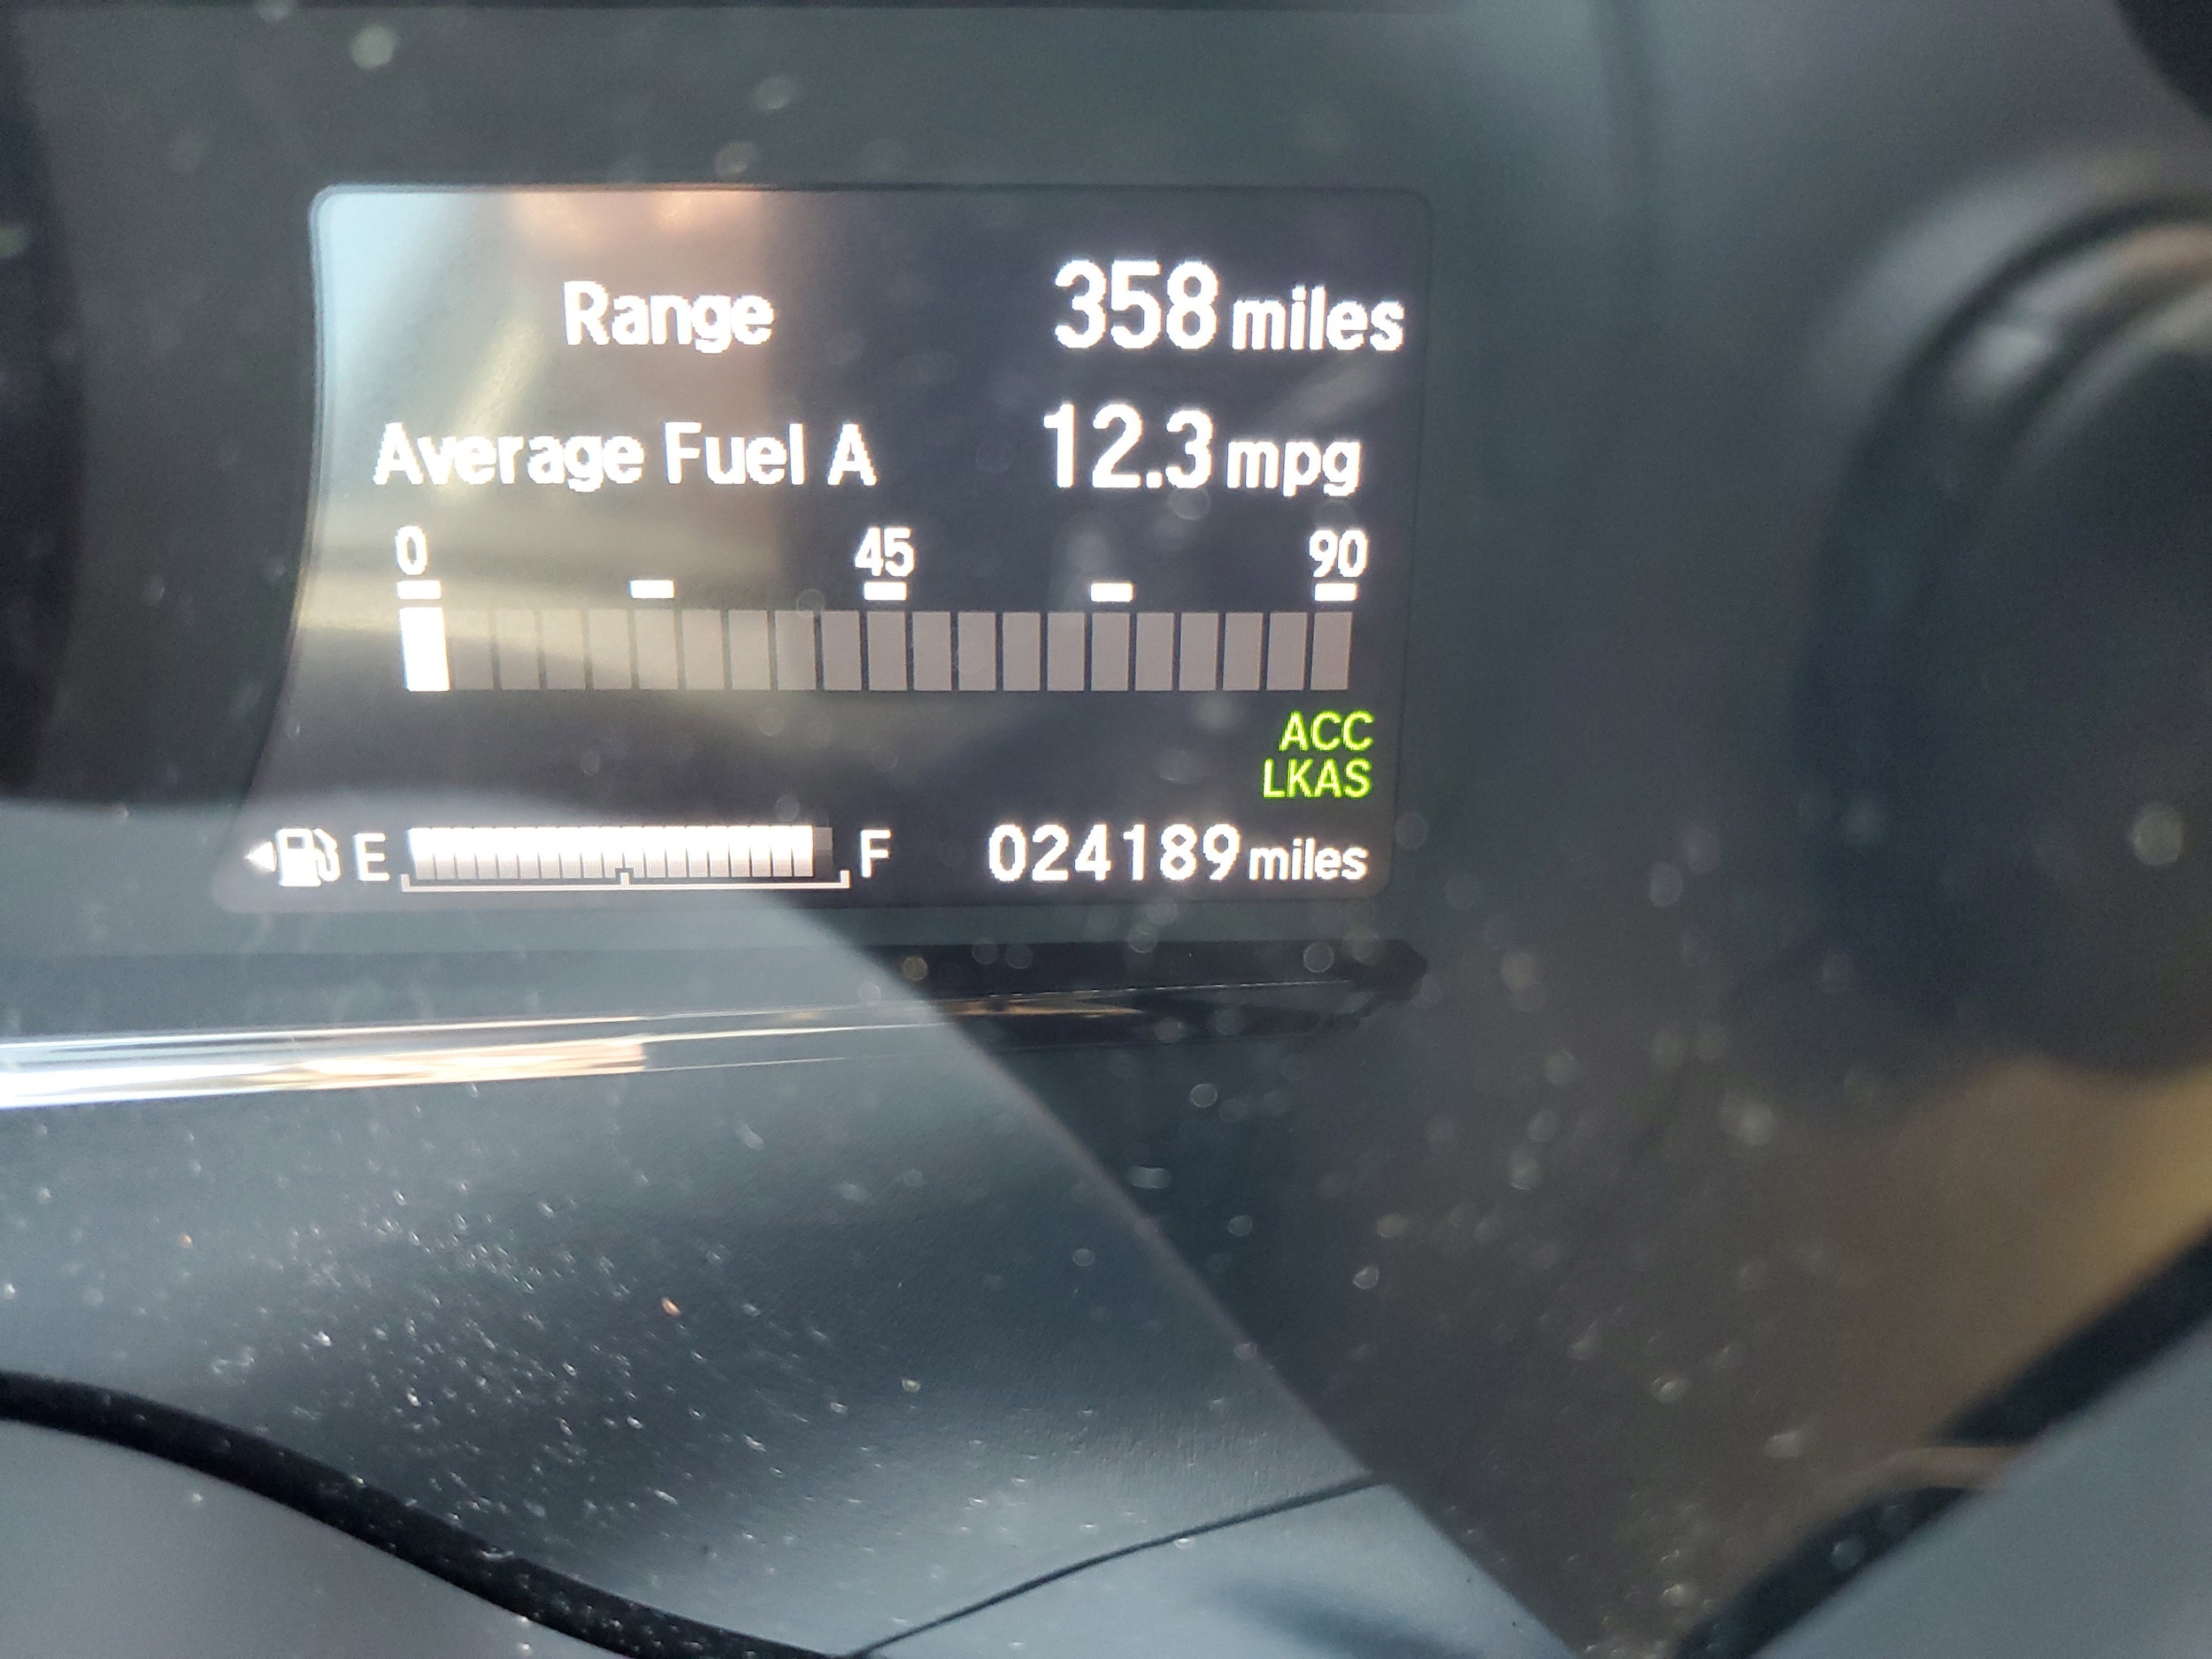 Range 358 miles
Average Fuel A 12.3 mpg
0 45 90
ACC
LKAS
E F 024189 miles